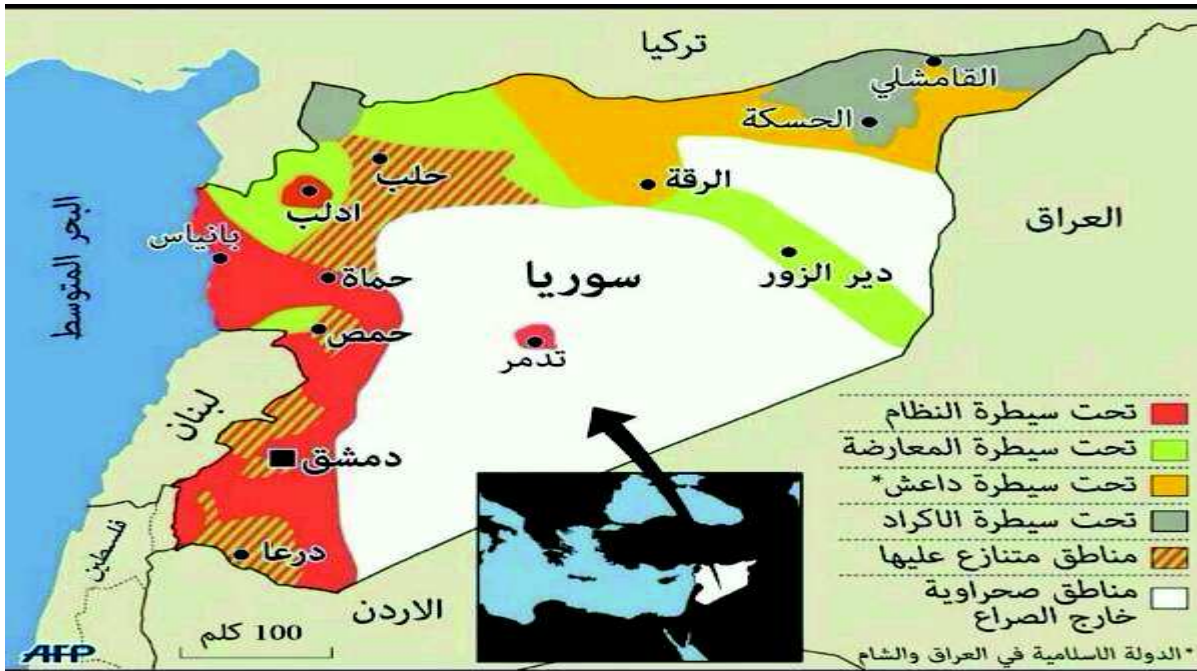 تركيا
القامشلي
الحسكة
حلب
الرقة
ادلب
العراق
البحر المتوسط
بانياس
حماة
سوريا
دير الزور
حمص
تدمر
لبنان
دمشق
فلسطين
درعا
الاردن
100 كلم
تحت سيطرة النظام
تحت سيطرة المعارضة
تحت سيطرة داعش*
تحت سيطرة الاكراد
مناطق متنازع عليها
مناطق صحراوية
خارج الصراع
*الدولة الاسلامية في العراق والشام
AFP